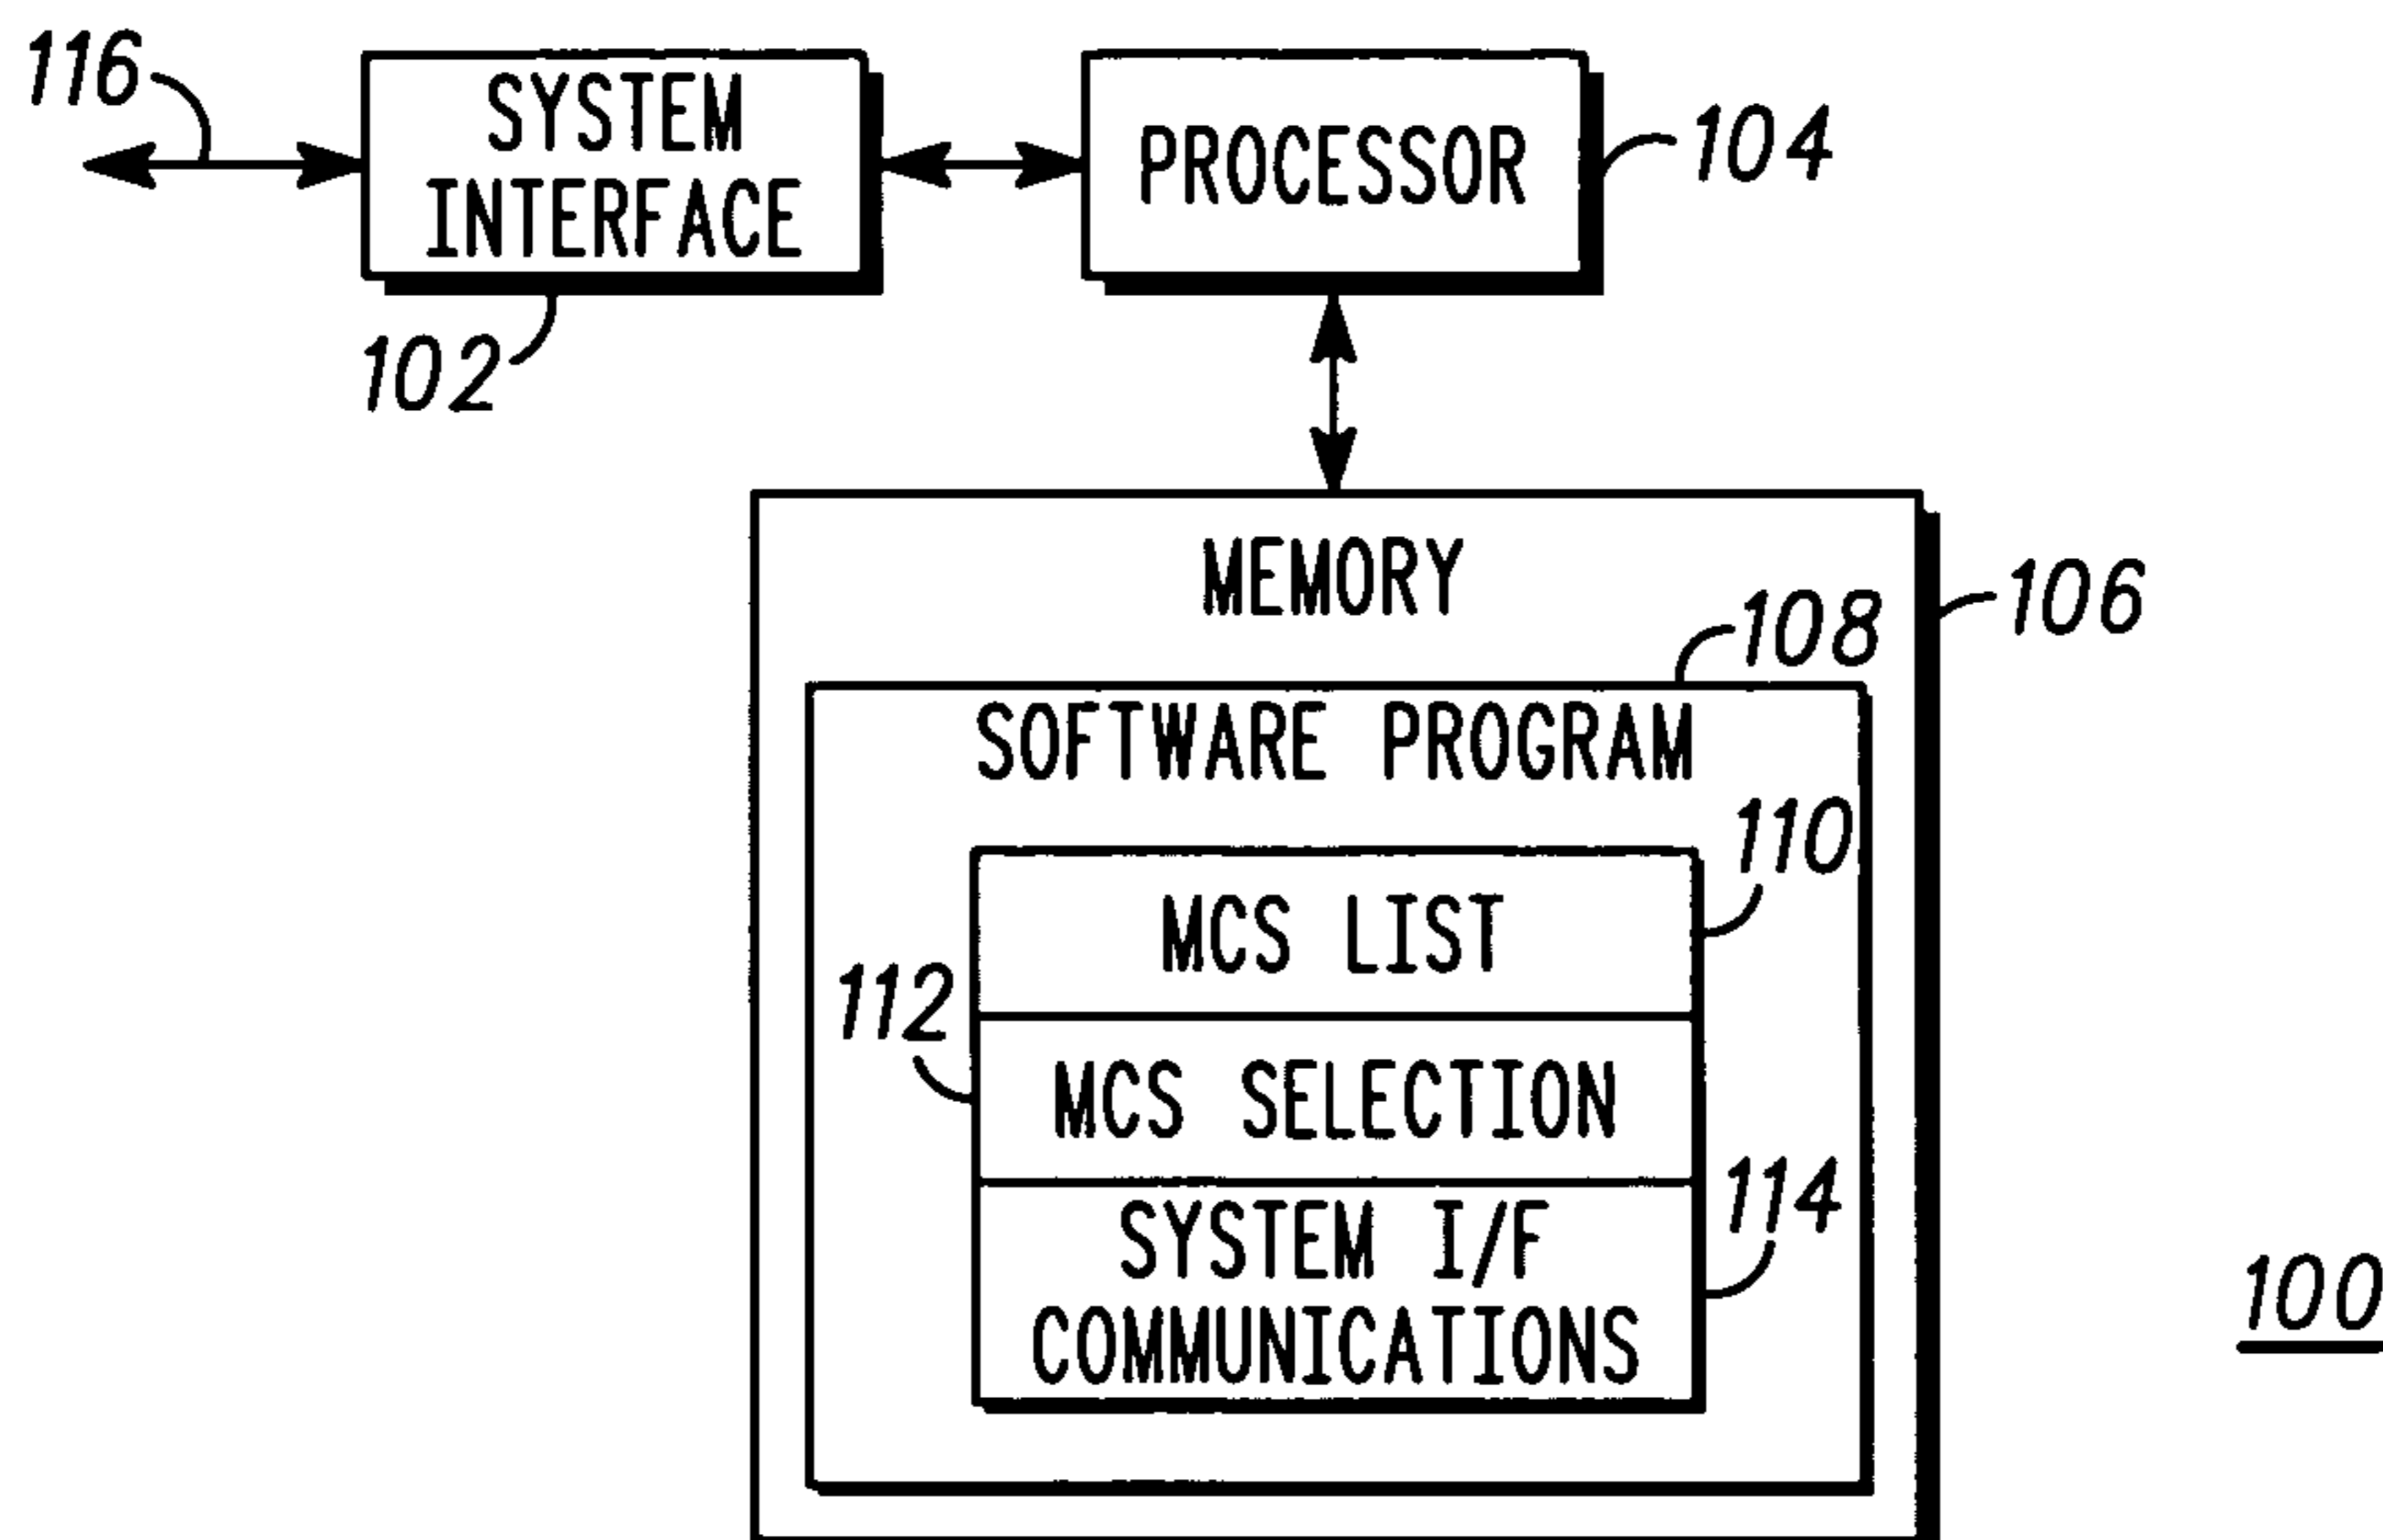 116
SYSTEM
INTERFACE
PROCESSOR
104
102
MEMORY
106
108
SOFTWARE PROGRAM
110
MCS LIST
112
MCS SELECTION
114
SYSTEM I/F
COMMUNICATIONS
100